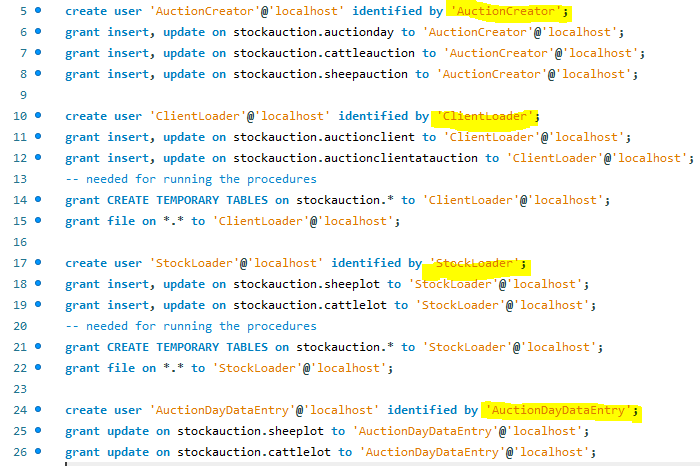 5 create user 'AuctionCreator'@'localhost' identified by 'AuctionCreator';
6 grant insert, update on stockauction.auctionday to 'AuctionCreator'@'localhost';
7 grant insert, update on stockauction.cattleauction to 'AuctionCreator'@'localhost';
8 grant insert, update on stockauction.sheepauction to 'AuctionCreator'@'localhost';
9
10 create user 'ClientLoader'@'localhost' identified by 'ClientLoader';
11 grant insert, update on stockauction.auctionclient to 'ClientLoader'@'localhost';
12 grant insert, update on stockauction.auctionclientatauction to 'ClientLoader'@'localhost';
13 -- needed for running the procedures
14 grant CREATE TEMPORARY TABLES on stockauction.* to 'ClientLoader'@'localhost';
15 grant file on *.* to 'ClientLoader'@'localhost';
16
17 create user 'StockLoader'@'localhost' identified by 'StockLoader';
18 grant insert, update on stockauction.sheeplot to 'StockLoader'@'localhost';
19 grant insert, update on stockauction.cattlelot to 'StockLoader'@'localhost';
20 -- needed for running the procedures
21 grant CREATE TEMPORARY TABLES on stockauction.* to 'StockLoader'@'localhost';
22 grant file on *.* to 'StockLoader'@'localhost';
23
24 create user 'AuctionDayDataEntry'@'localhost' identified by 'AuctionDayDataEntry';
25 grant update on stockauction.sheeplot to 'AuctionDayDataEntry'@'localhost';
26 grant update on stockauction.cattlelot to 'AuctionDayDataEntry'@'localhost';